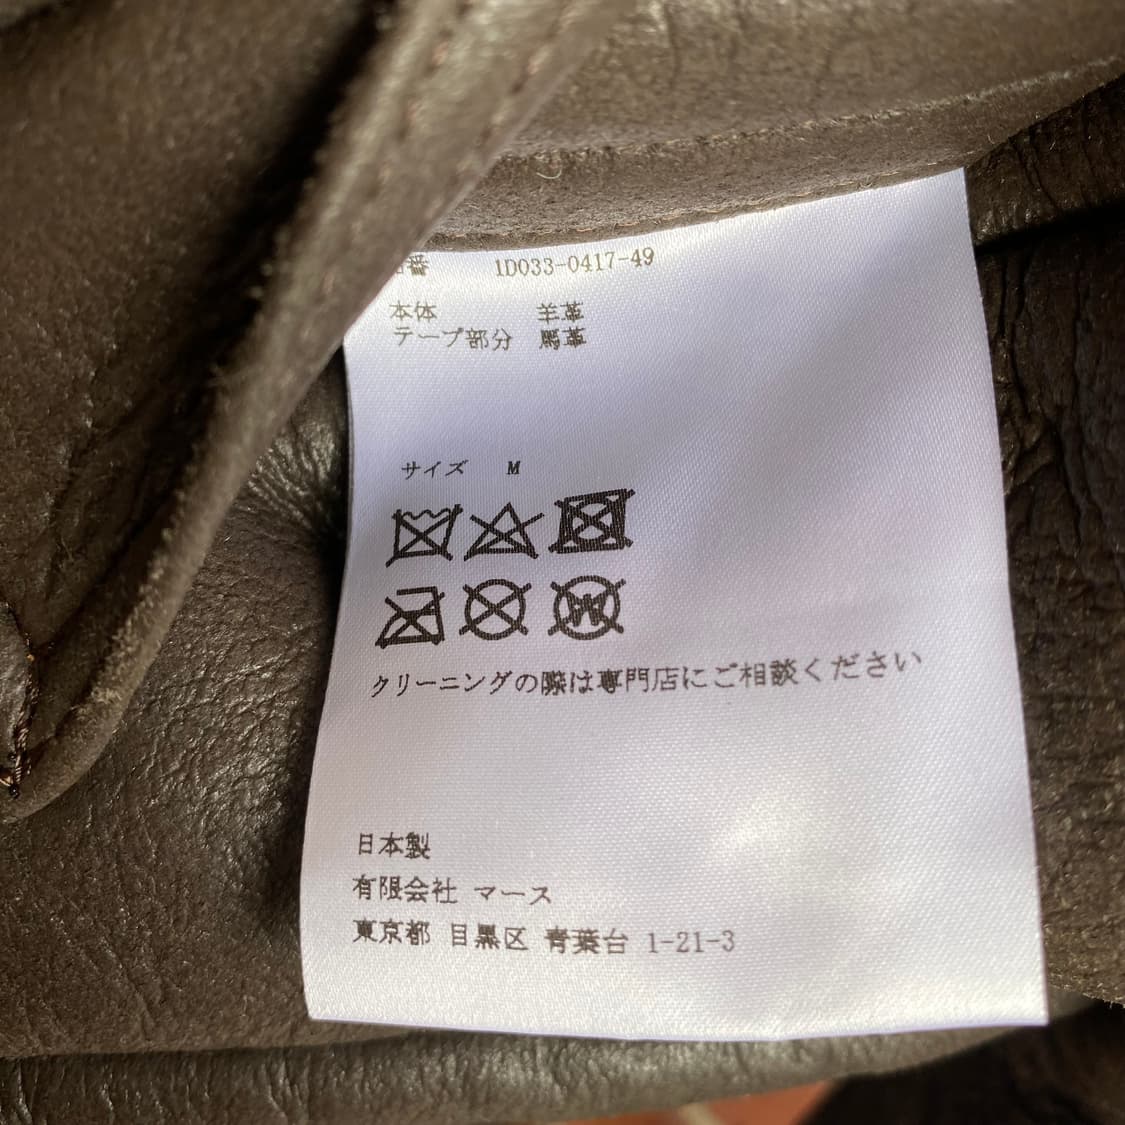 品番 1D033-0417-49
本体 羊革
テープ部分 馬革
サイズ M
W
クリーニングの際は専門店にご相談ください
日本製
有限会社 マース
東京都 目黒区 青葉台 1-21-3